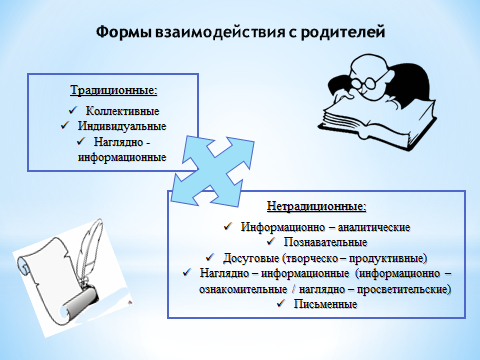 Формы взаимодействия с родителей
Традиционные:
✓ Коллективные
✓ Индивидуальные
✓ Наглядно -
информационные
Нетрадиционные:
✓ Информационно – аналитические
✓ Познавательные
✓ Досуговые (творческо – продуктивные)
✓ Наглядно – информационные (информационно –
ознакомительные / наглядно – просветительские)
✓ Письменные